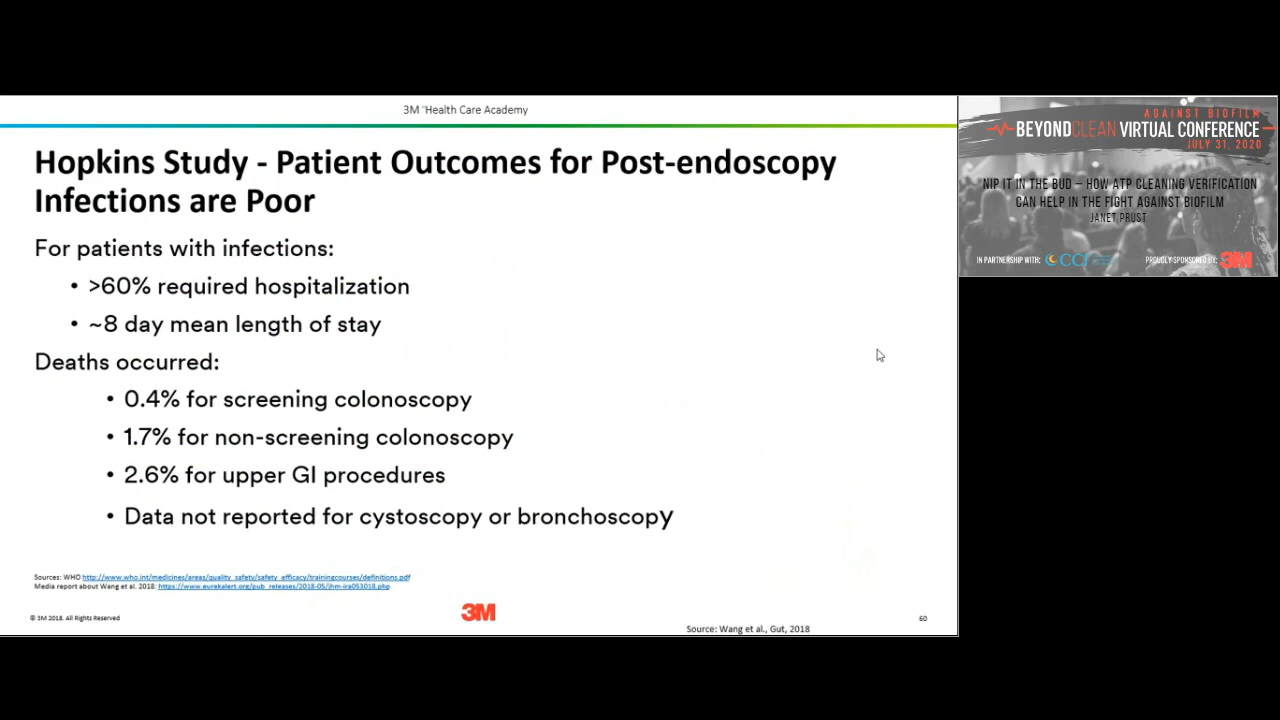 3M "Health Care Academy
Hopkins Study - Patient Outcomes for Post-endoscopy
Infections are Poor
For patients with infections:
• >60% required hospitalization
• ~8 day mean length of stay
Deaths occurred:
• 0.4% for screening colonoscopy
• 1.7% for non-screening colonoscopy
• 2.6% for upper GI procedures
• Data not reported for cystoscopy or bronchoscopy
Sources: WHO http://www.who.int/medicines/areas/quality_safety/safety_efficacy/trainingcourses/definitions.pdf
Media report about Wang et al. 2018: https://www.eurekalert.org/pub_releases/2018-05/jhm-ira053018.php
© 3M 2018. All Rights Reserved
3M
Source: Wang et al., Gut, 2018
60
AGAINST BIOFILM
BEYONDCLEAN VIRTUAL CONFERENCE
JULY 31, 2020
NIP IT IN THE BUD – HOW ATP CLEANING VERIFICATION
CAN HELP IN THE FIGHT AGAINST BIOFILM
JANET PRUST
IN PARTNERSHIP WITH: CCI
PROUDLY SPONSORED BY: 3M